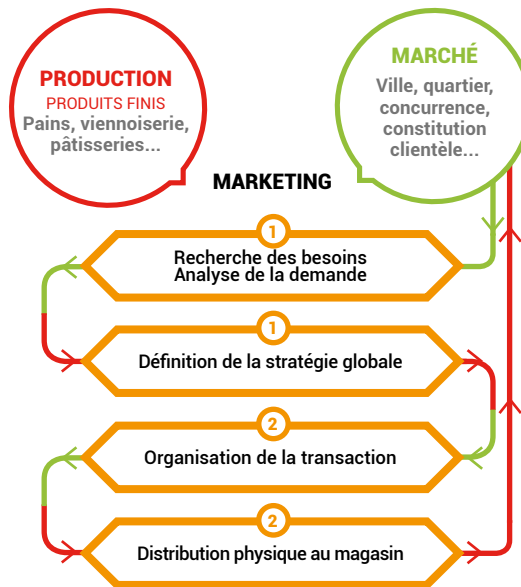 PRODUCTION
PRODUITS FINIS
Pains, viennoiserie,
pâtisseries...
MARCHÉ
Ville, quartier,
concurrence,
constitution
clientèle...
MARKETING
1
Recherche des besoins
Analyse de la demande
1
Définition de la stratégie globale
2
Organisation de la transaction
2
Distribution physique au magasin